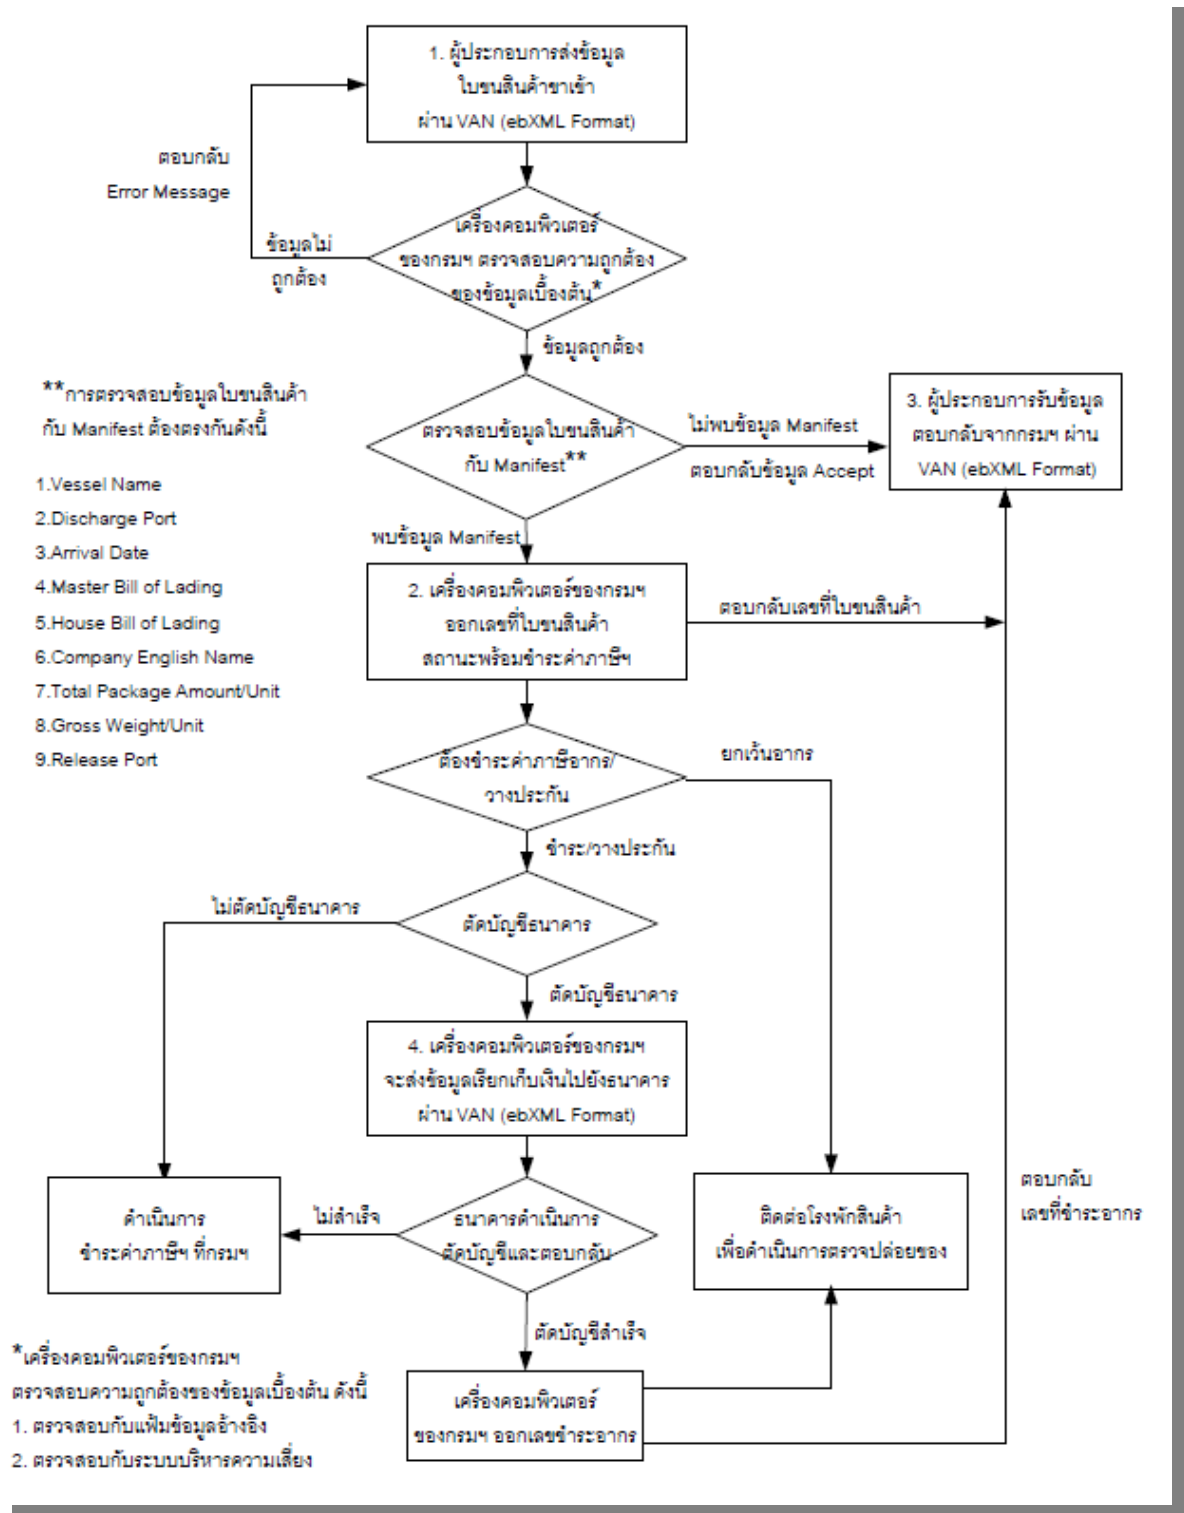 1. ผู้ประกอบการส่งข้อมูล
ใบขนสินค้าขาเข้า
ผ่าน VAN (ebXML Format)
ตอบกลับ
Error Message
ข้อมูลไม่
ถูกต้อง
เครื่องคอมพิวเตอร์
ของกรมฯ ตรวจสอบความถูกต้อง
ของข้อมูลเบื้องต้น*
ข้อมูลถูกต้อง
**การตรวจสอบข้อมูลใบขนสินค้า
กับ Manifest ต้องตรงกันดังนี้
1.Vessel Name
2.Discharge Port
3.Arrival Date
4.Master Bill of Lading
5.House Bill of Lading
6.Company English Name
7.Total Package Amount/Unit
8.Gross Weight/Unit
9.Release Port
ตรวจสอบข้อมูลใบขนสินค้า
กับ Manifest**
ไม่พบข้อมูล Manifest
ตอบกลับข้อมูล Accept
3. ผู้ประกอบการรับข้อมูล
ตอบกลับจากกรมฯ ผ่าน
VAN (ebXML Format)
พบข้อมูล Manifest
2. เครื่องคอมพิวเตอร์ของกรมฯ
ออกเลขที่ใบขนสินค้า
สถานะพร้อมชำระค่าภาษีฯ
ตอบกลับเลขที่ใบขนสินค้า
ต้องชำระค่าภาษีอากร/
วางประกัน
ยกเว้นอากร
ชำระ/วางประกัน
ไม่ตัดบัญชีธนาคาร
ตัดบัญชีธนาคาร
ตัดบัญชีธนาคาร
4. เครื่องคอมพิวเตอร์ของกรมฯ
จะส่งข้อมูลเรียกเก็บเงินไปยังธนาคาร
ผ่าน VAN (ebXML Format)
ดำเนินการ
ชำระค่าภาษีฯ ที่กรมฯ
ไม่สำเร็จ
ธนาคารดำเนินการ
ตัดบัญชีและตอบกลับ
ติดต่อโรงพักสินค้า
เพื่อดำเนินการตรวจปล่อยของ
ตอบกลับ
เลขที่ชำระอากร
ตัดบัญชีสำเร็จ
เครื่องคอมพิวเตอร์
ของกรมฯ ออกเลขชำระอากร
*เครื่องคอมพิวเตอร์ของกรมฯ
ตรวจสอบความถูกต้องของข้อมูลเบื้องต้น ดังนี้
1. ตรวจสอบกับแฟ้มข้อมูลอ้างอิง
2. ตรวจสอบกับระบบบริหารความเสี่ยง